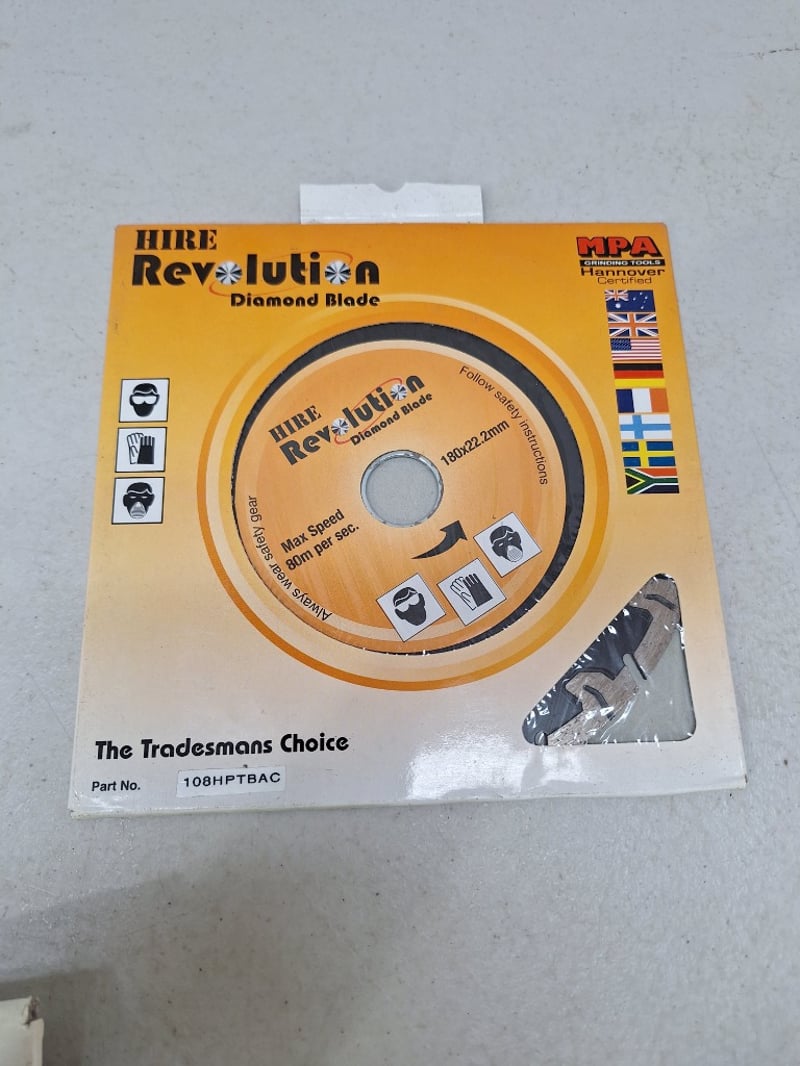 HIRE
Revolution
Diamond Blade
MPA
GRINDING TOOLS
Hannover
Certified
HIRE
Revolution
Diamond Blade
Follow safety instructions
180x22.2mm
Max Speed
80m per sec.
Always wear safety gear
The Tradesmans Choice
Part No.
108HPTBAC